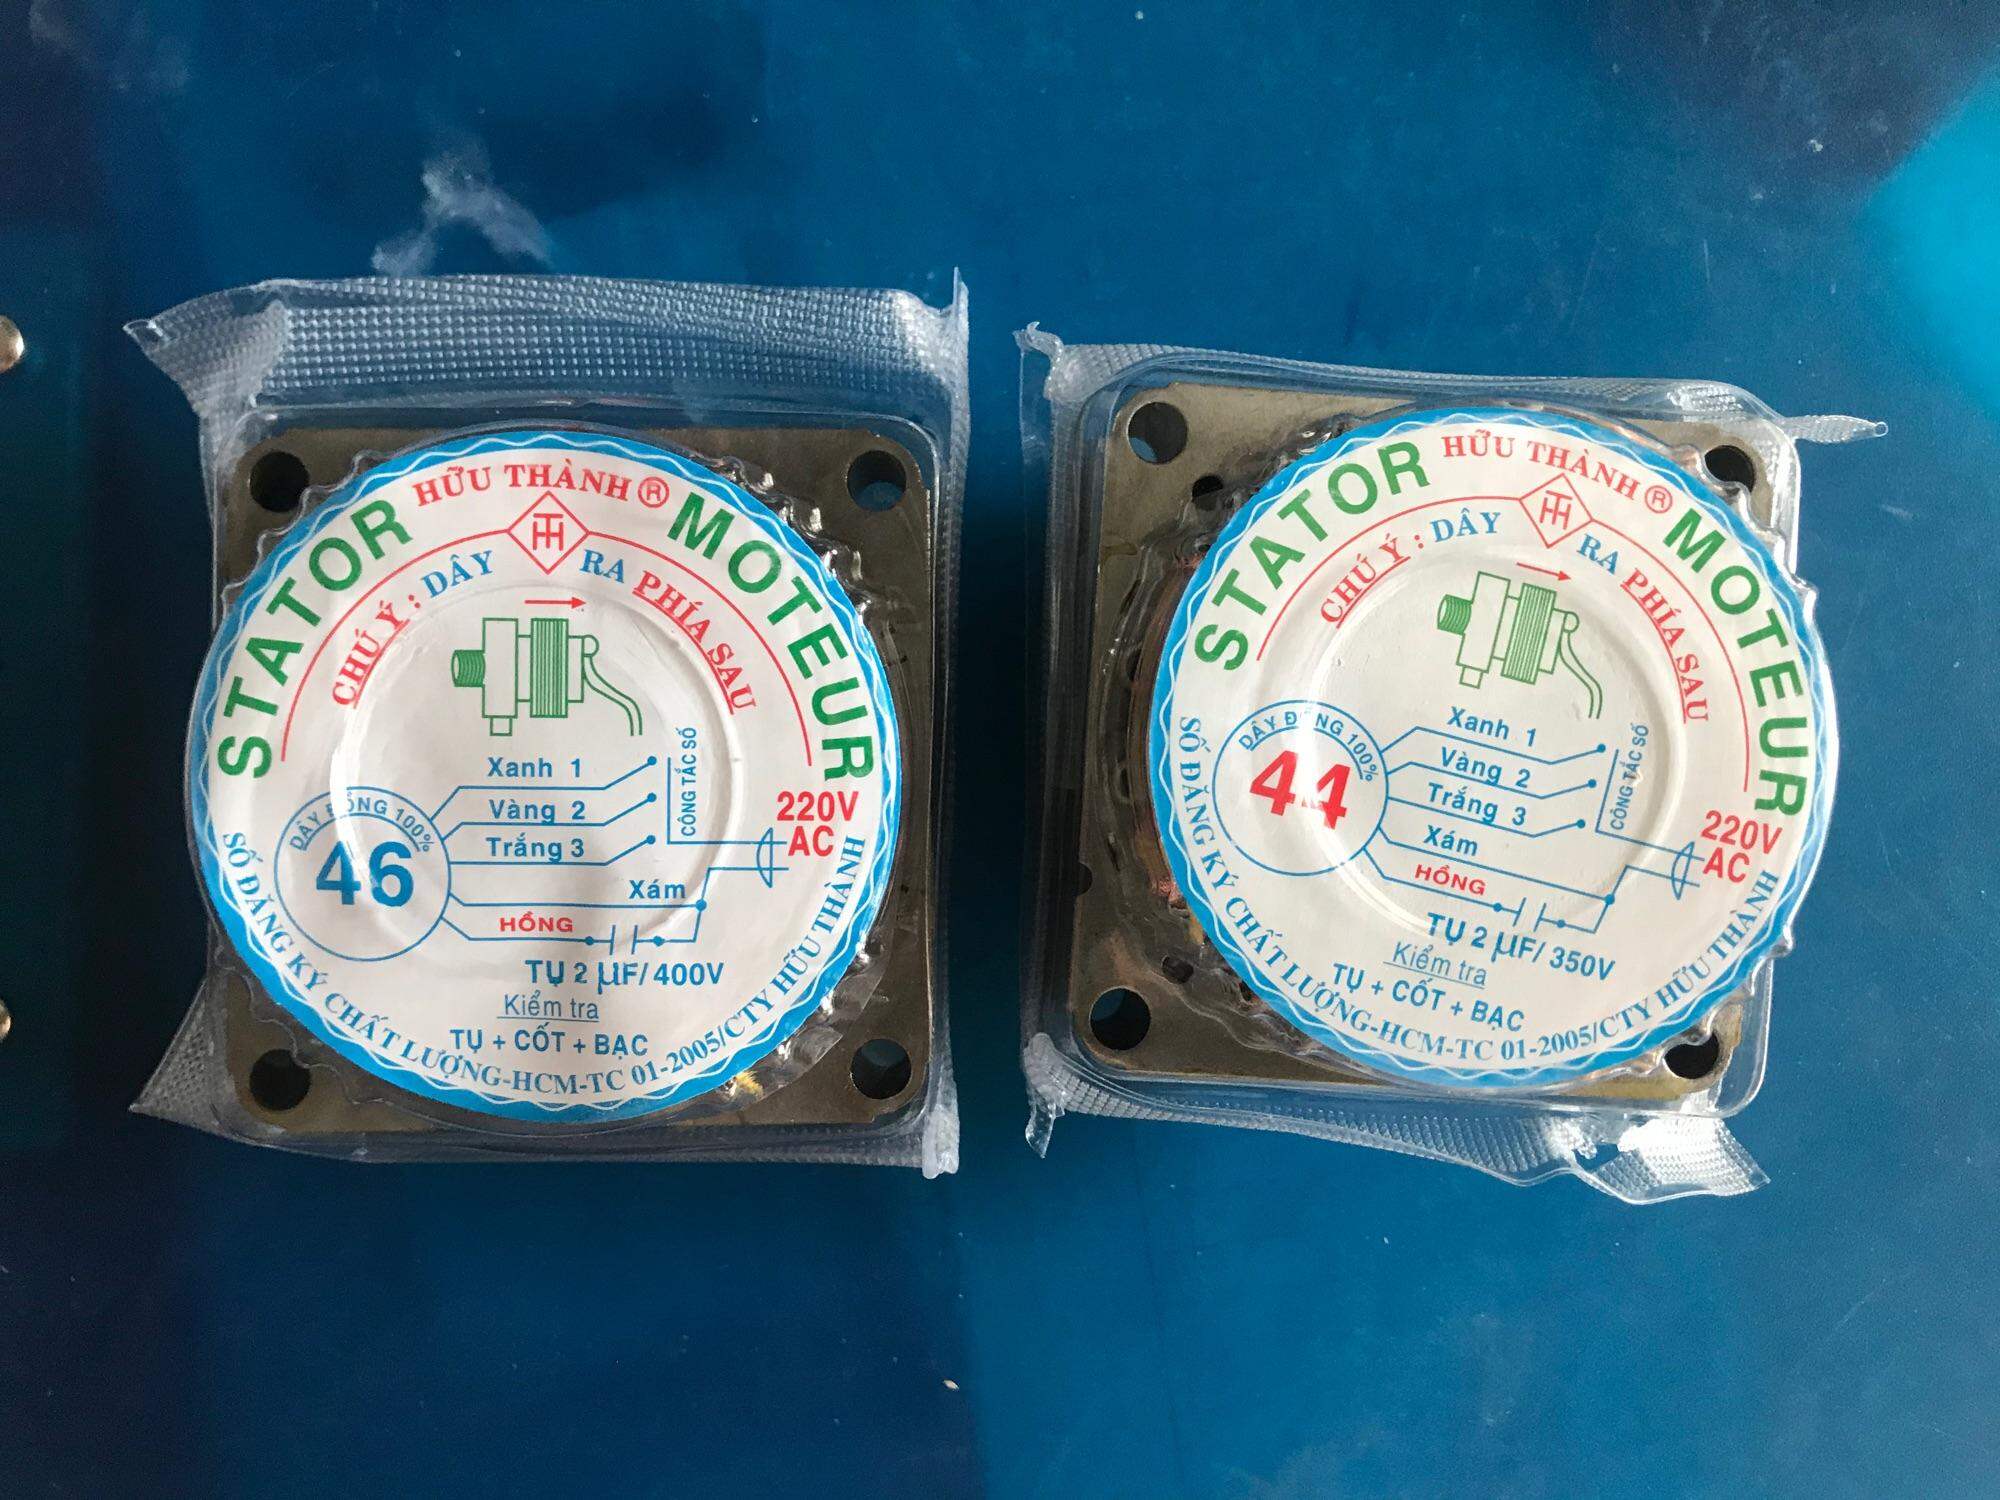 HỮU THÀNH ®
STATOR MOTEUR
TH
CHÚ Ý : DÂY RA PHÍA SAU
Xanh 1
Vàng 2
Trắng 3
CÔNG TẮC SỐ
220V
AC
DÂY ĐỒNG 100%
46
Xám
HỒNG
TỤ 2 µF/400V
Kiểm tra
TỤ + CỐT + BẠC
SỐ ĐĂNG KÝ CHẤT LƯỢNG-HCM-TC 01-2005/CTY HỮU THÀNH
HỮU THÀNH ®
STATOR MOTEUR
TH
CHÚ Ý : DÂY RA PHÍA SAU
Xanh 1
Vàng 2
Trắng 3
CÔNG TẮC SỐ
220V
AC
DÂY ĐỒNG 100%
44
Xám
HỒNG
TỤ 2 µF/350V
Kiểm tra
TỤ + CỐT + BẠC
SỐ ĐĂNG KÝ CHẤT LƯỢNG-HCM-TC 01-2005/CTY HỮU THÀNH